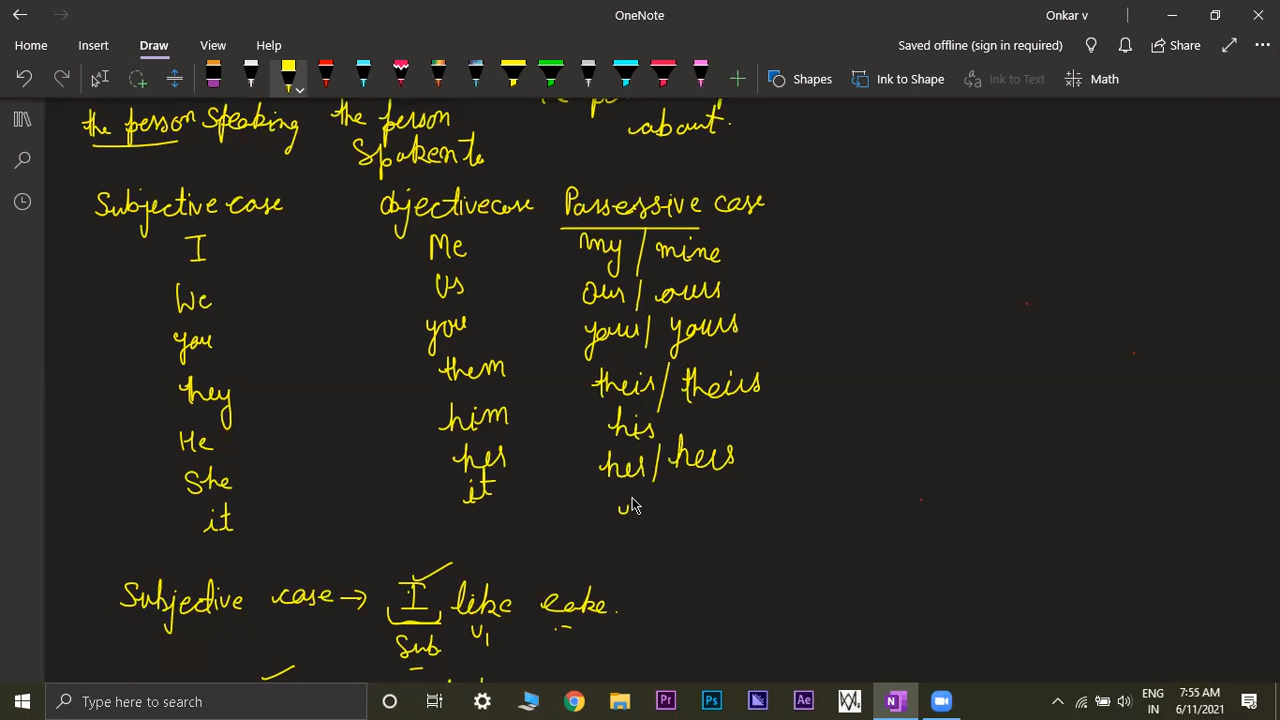 OneNote
Onkar v
Home Insert Draw View Help
Saved offline (sign in required)
Share
Shapes Ink to Shape Ink to Text Math
the person Speaking the person about.
Spoken to
Subjective case Objective case Possessive case
I Me my / mine
We Us our / ours
you you your / yours
they them their / theirs
He him his
She her her / hers
it it
Subjective case → I like cake.
Sub V1
Type here to search
ENG 7:55 AM
IN 6/11/2021